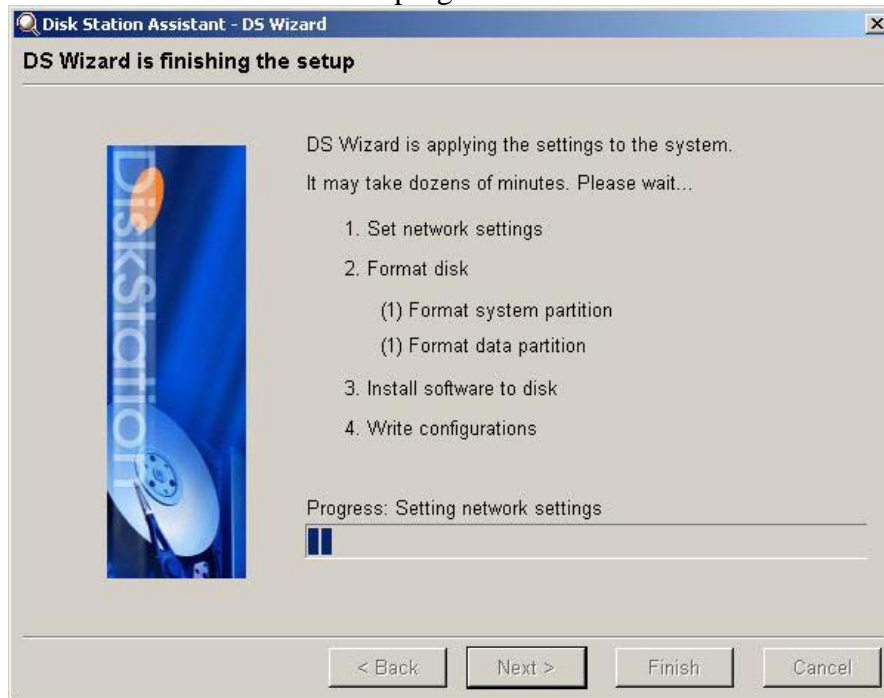 Disk Station Assistant - DS Wizard
DS Wizard is finishing the setup
DiskStation
DS Wizard is applying the settings to the system.
It may take dozens of minutes. Please wait...
1. Set network settings
2. Format disk
(1) Format system partition
(1) Format data partition
3. Install software to disk
4. Write configurations
Progress: Setting network settings
< Back Next > Finish Cancel